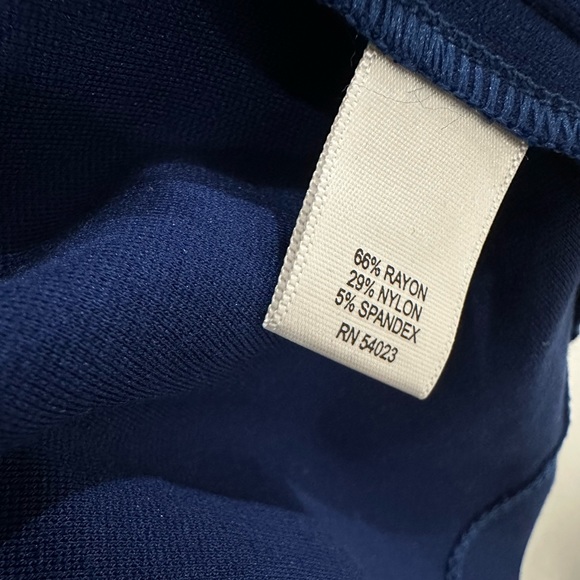 66% RAYON
29% NYLON
5% SPANDEX
RN 54023